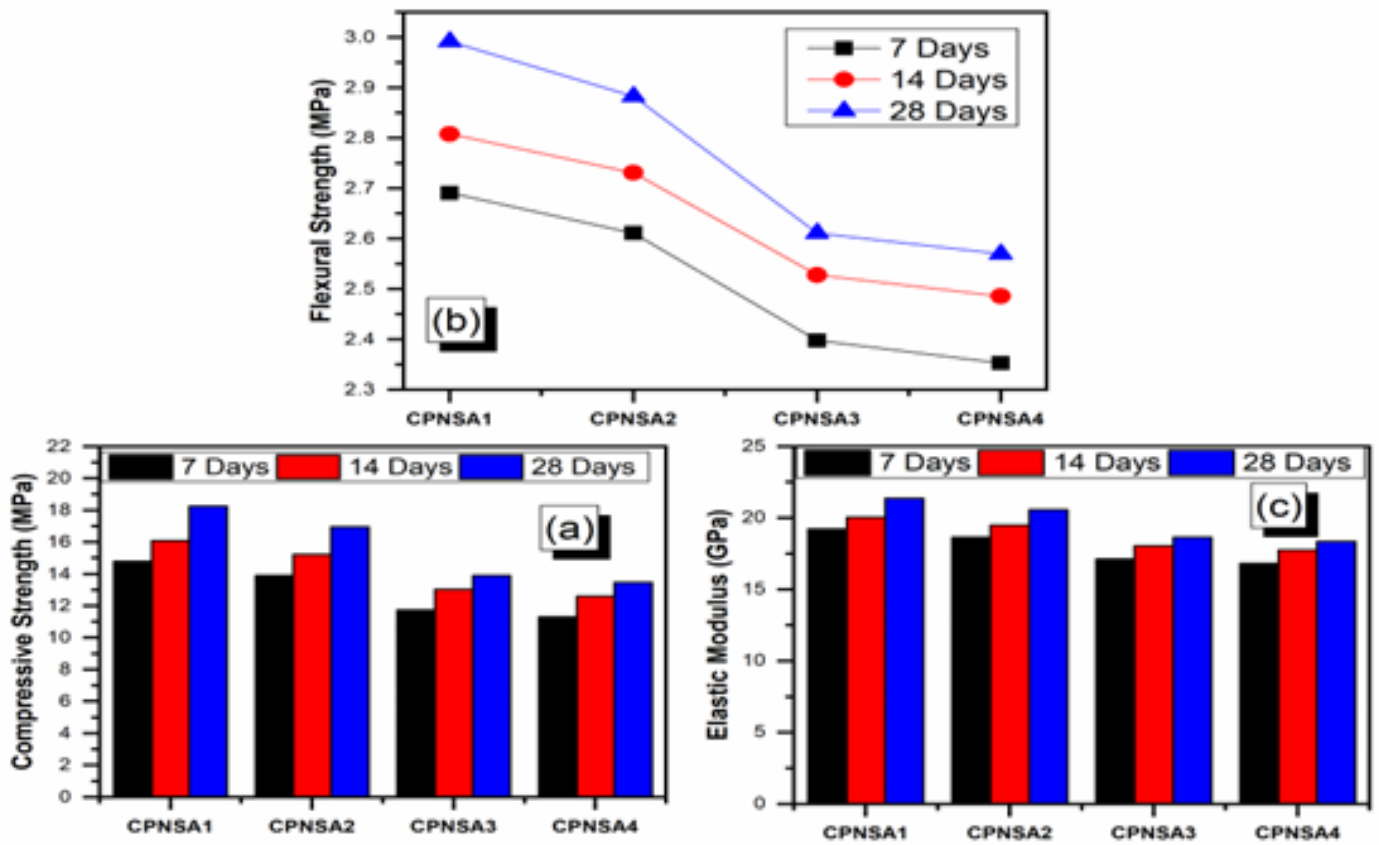 Flexural Strength (MPa)
3.0
2.9
2.8
2.7
2.6
2.5
2.4
2.3
7 Days
14 Days
28 Days
(b)
CPNSA1 CPNSA2 CPNSA3 CPNSA4
Compressive Strength (MPa)
22
20
18
16
14
12
10
8
6
4
2
0
7 Days 14 Days 28 Days
(a)
CPNSA1 CPNSA2 CPNSA3 CPNSA4
Elastic Modulus (GPa)
25
20
15
10
5
0
7 Days 14 Days 28 Days
(c)
CPNSA1 CPNSA2 CPNSA3 CPNSA4